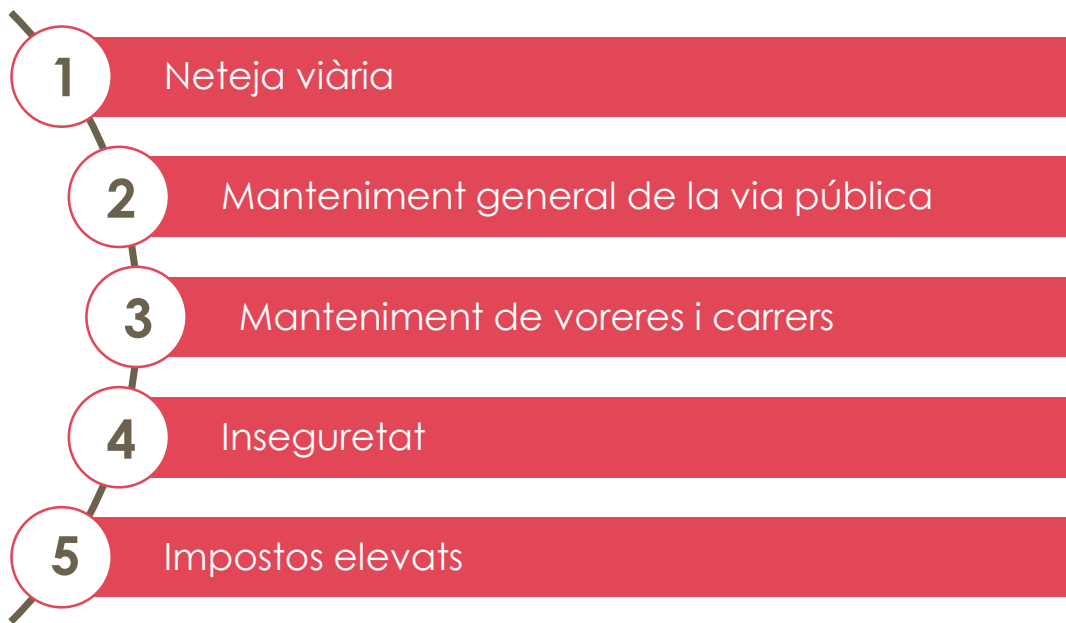 1 Neteja viària
2 Manteniment general de la via pública
3 Manteniment de voreres i carrers
4 Inseguretat
5 Impostos elevats